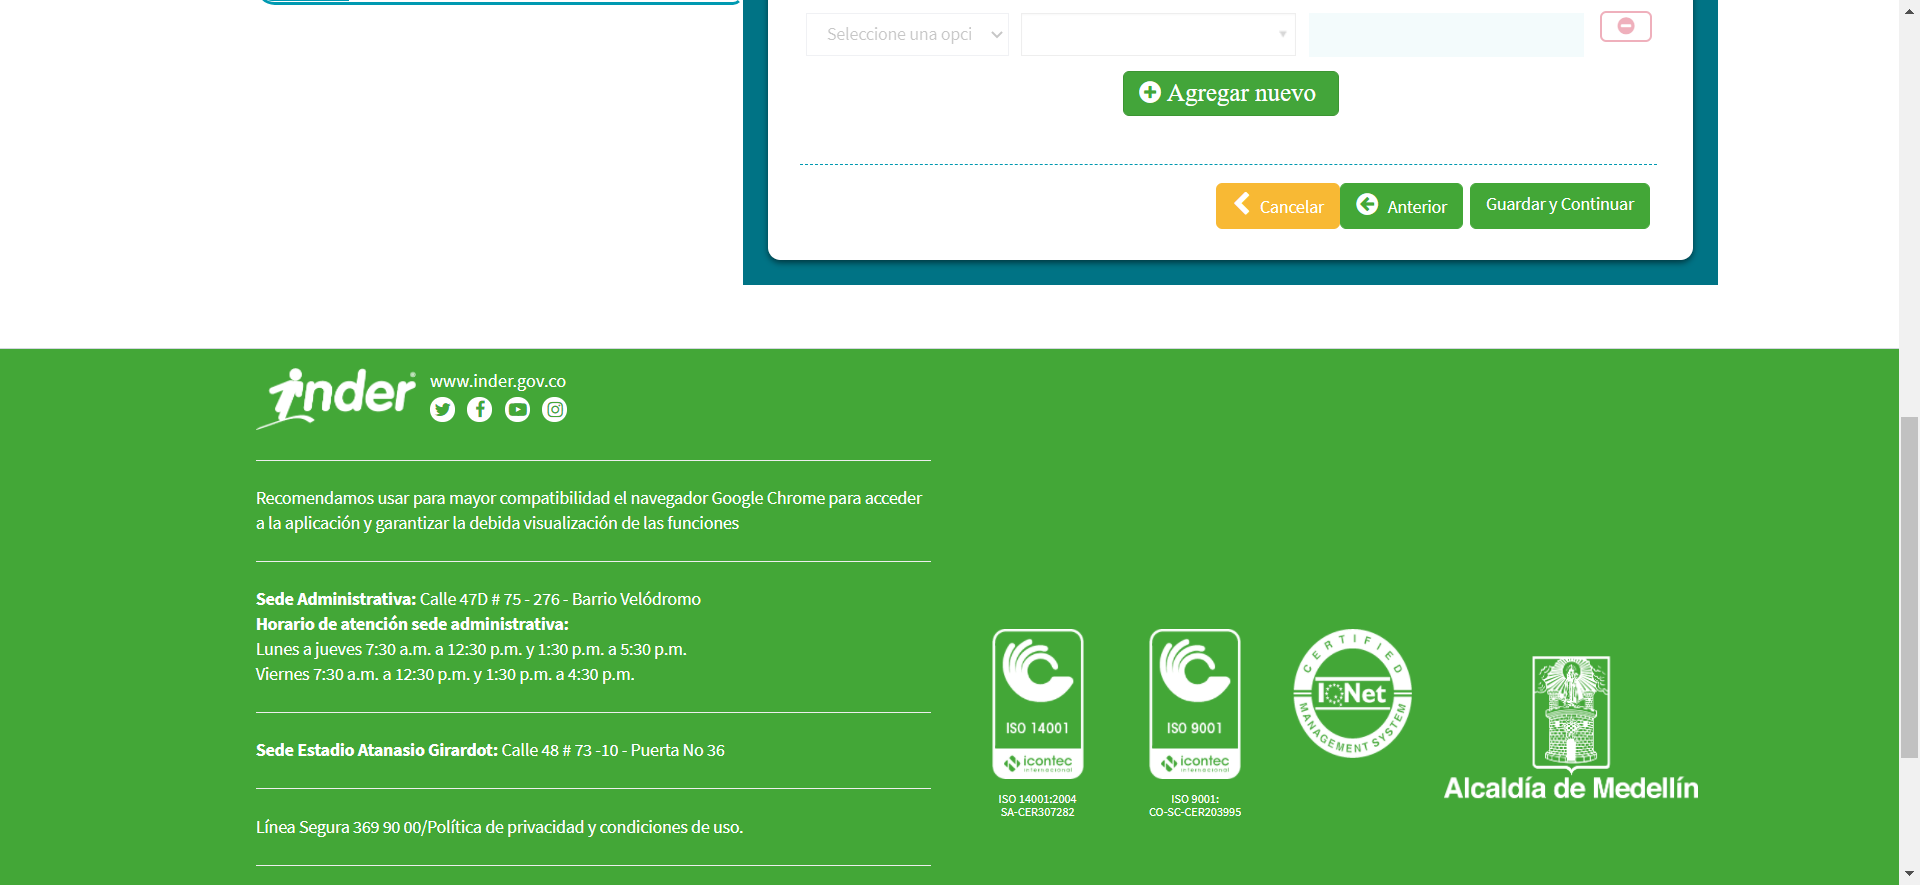 Seleccione una opci
Agregar nuevo
Cancelar
Anterior
Guardar y Continuar
inder
www.inder.gov.co
Recomendamos usar para mayor compatibilidad el navegador Google Chrome para acceder
a la aplicación y garantizar la debida visualización de las funciones
Sede Administrativa: Calle 47D # 75 - 276 - Barrio Velódromo
Horario de atención sede administrativa:
Lunes a jueves 7:30 a.m. a 12:30 p.m. y 1:30 p.m. a 5:30 p.m.
Viernes 7:30 a.m. a 12:30 p.m. y 1:30 p.m. a 4:30 p.m.
Sede Estadio Atanasio Girardot: Calle 48 # 73 -10 - Puerta No 36
Línea Segura 369 90 00/Política de privacidad y condiciones de uso.
ISO 14001
icontec
internacional
ISO 14001:2004
SA-CER307282
ISO 9001
icontec
internacional
ISO 9001:
CO-SC-CER203995
CERTIFIED
IQNet
MANAGEMENT SYSTEM
Alcaldía de Medellín